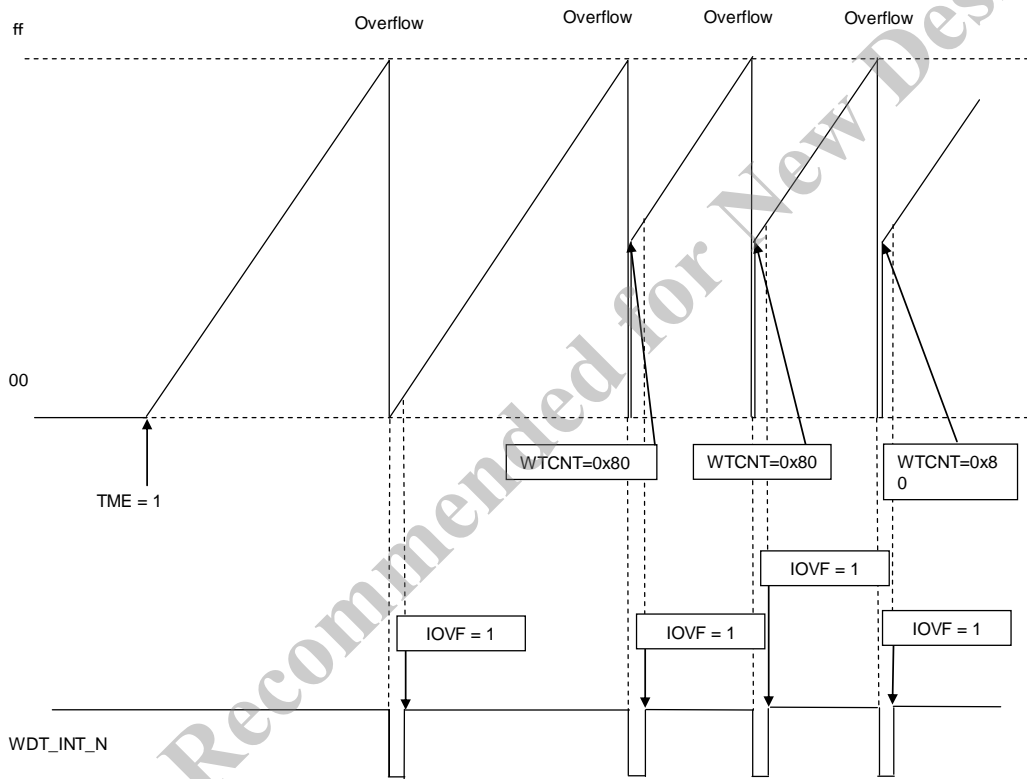 ff
Overflow
Overflow
Overflow
Overflow
00
WTCNT=0x80
WTCNT=0x80
WTCNT=0x8
0
TME = 1
IOVF = 1
IOVF = 1
IOVF = 1
IOVF = 1
WDT_INT_N
Recommended for New Des